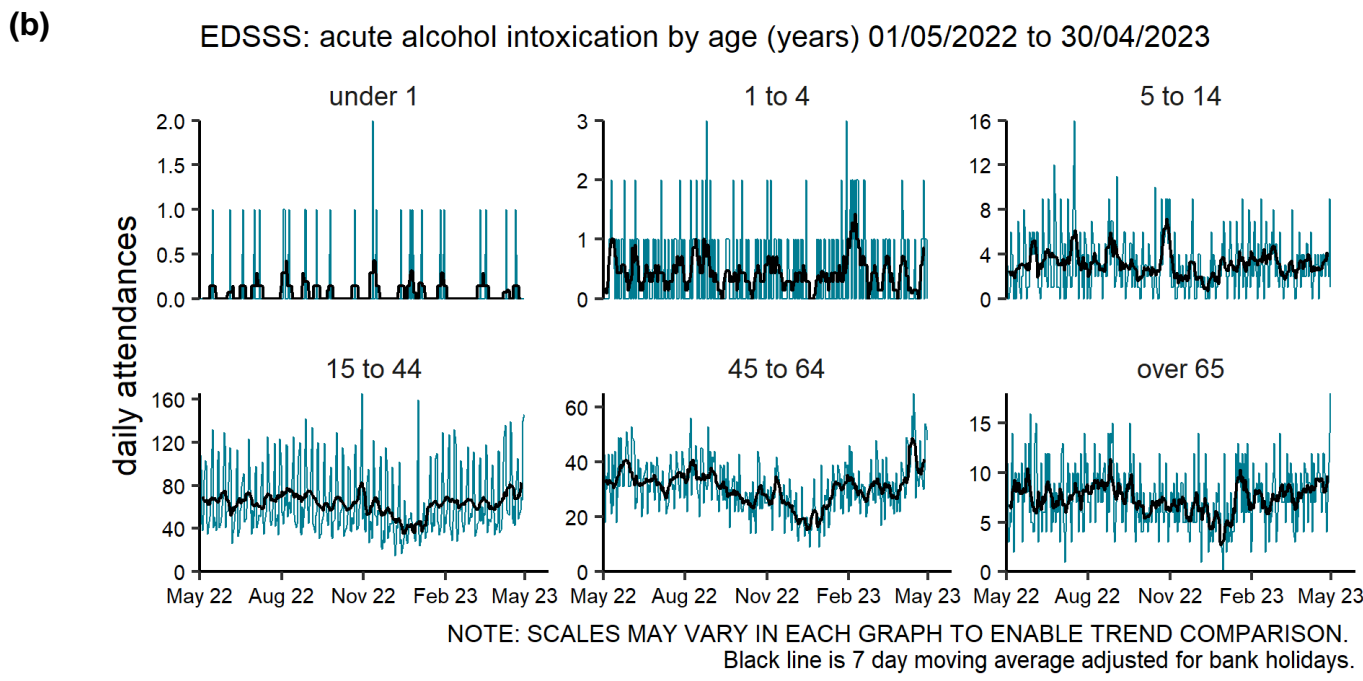 (b)
EDSSS: acute alcohol intoxication by age (years) 01/05/2022 to 30/04/2023
daily attendances
under 1
2.0
1.5
1.0
0.5
0.0
1 to 4
3
2
1
0
5 to 14
16
12
8
4
0
15 to 44
160
120
80
40
0
May 22 Aug 22 Nov 22 Feb 23 May 23
45 to 64
60
40
20
0
May 22 Aug 22 Nov 22 Feb 23 May 23
over 65
15
10
5
0
May 22 Aug 22 Nov 22 Feb 23 May 23
NOTE: SCALES MAY VARY IN EACH GRAPH TO ENABLE TREND COMPARISON.
Black line is 7 day moving average adjusted for bank holidays.